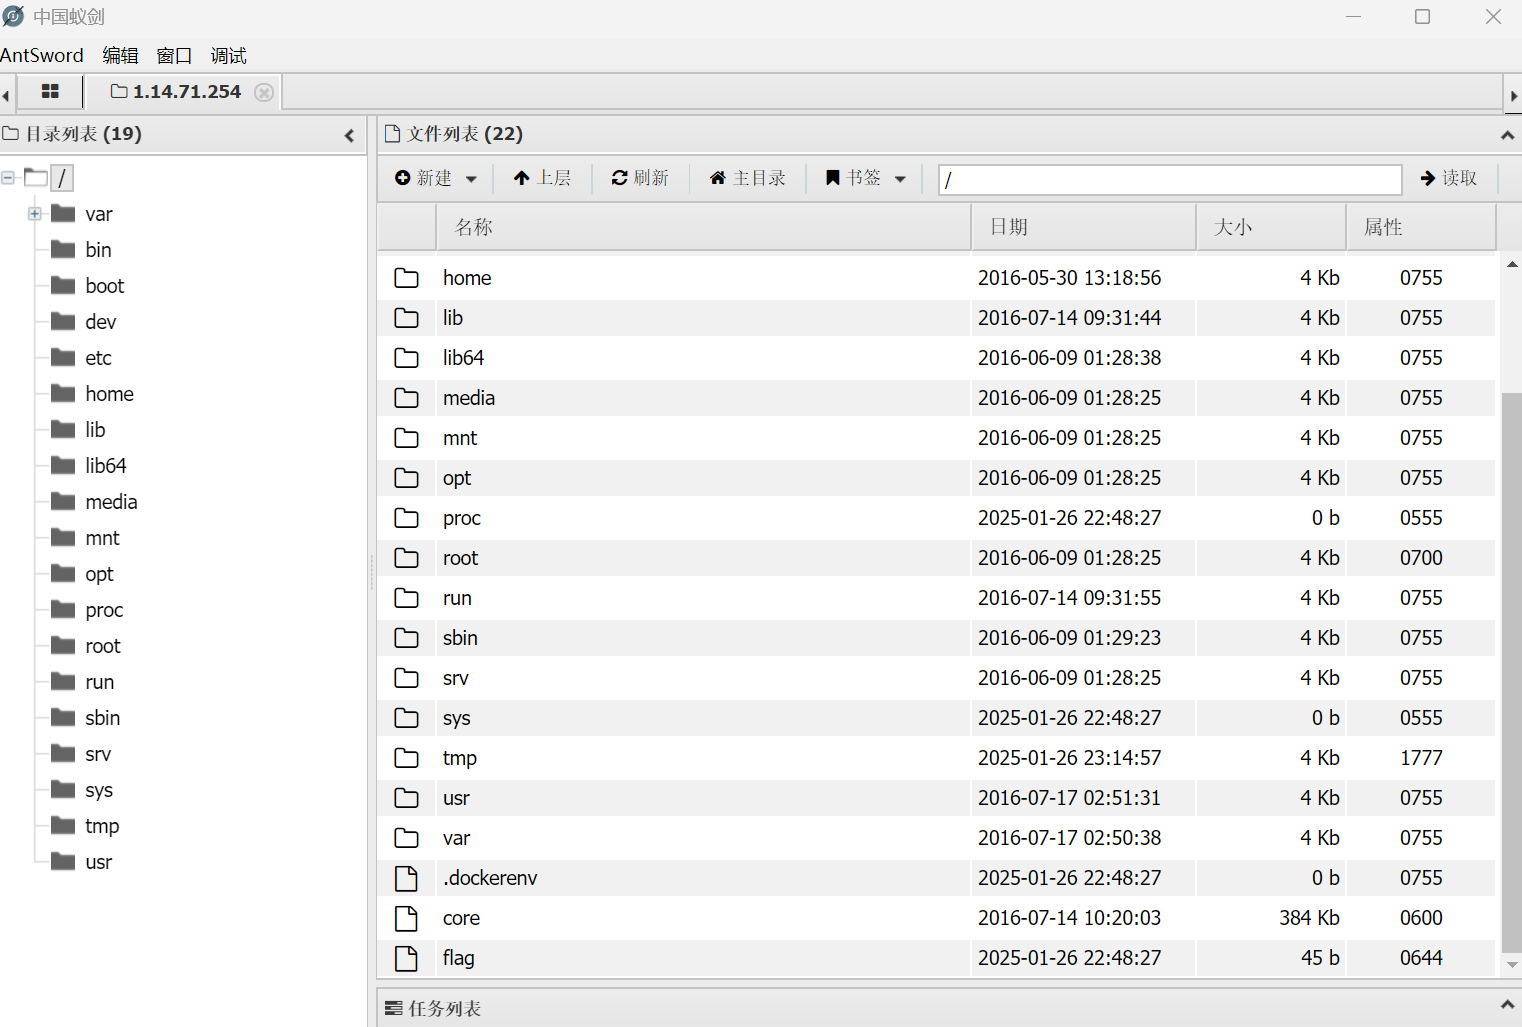 中国蚁剑
AntSword 编辑 窗口 调试
1.14.71.254
目录列表 (19)
/
var
bin
boot
dev
etc
home
lib
lib64
media
mnt
opt
proc
root
run
sbin
srv
sys
tmp
usr
文件列表 (22)
新建 上层 刷新 主目录 书签 / 读取
名称 日期 大小 属性
home 2016-05-30 13:18:56 4 Kb 0755
lib 2016-07-14 09:31:44 4 Kb 0755
lib64 2016-06-09 01:28:38 4 Kb 0755
media 2016-06-09 01:28:25 4 Kb 0755
mnt 2016-06-09 01:28:25 4 Kb 0755
opt 2016-06-09 01:28:25 4 Kb 0755
proc 2025-01-26 22:48:27 0 b 0555
root 2016-06-09 01:28:25 4 Kb 0700
run 2016-07-14 09:31:55 4 Kb 0755
sbin 2016-06-09 01:29:23 4 Kb 0755
srv 2016-06-09 01:28:25 4 Kb 0755
sys 2025-01-26 22:48:27 0 b 0555
tmp 2025-01-26 23:14:57 4 Kb 1777
usr 2016-07-17 02:51:31 4 Kb 0755
var 2016-07-17 02:50:38 4 Kb 0755
.dockerenv 2025-01-26 22:48:27 0 b 0755
core 2016-07-14 10:20:03 384 Kb 0600
flag 2025-01-26 22:48:27 45 b 0644
任务列表